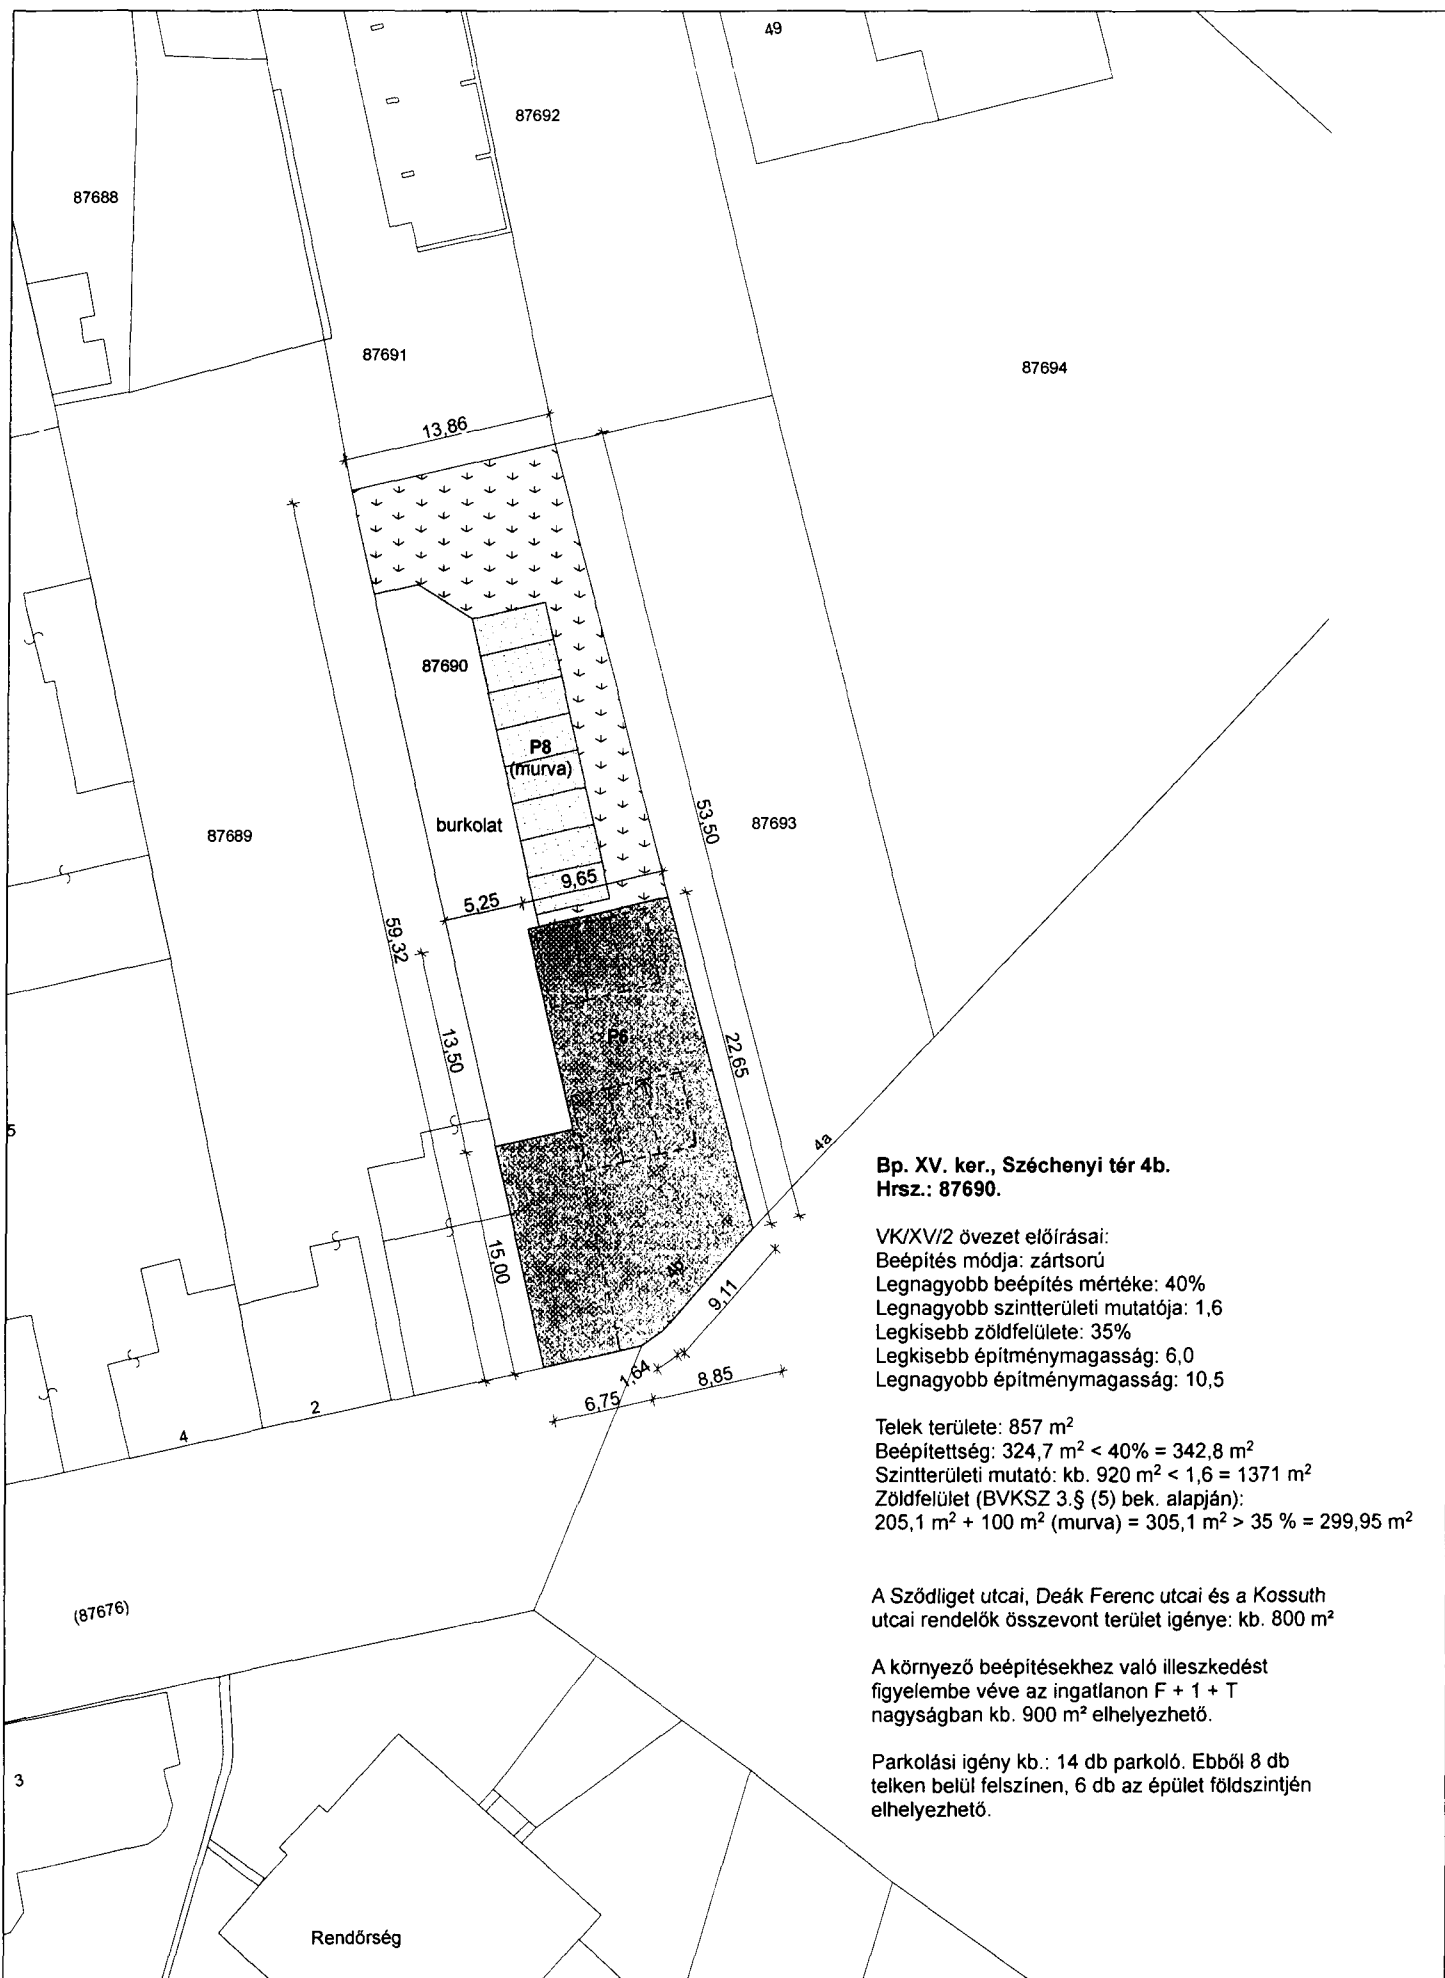 49
87692
87688
87691
87694
13,86
87690
P8
(murva)
53,50
87693
burkolat
87689
9,65
5,25
59,32
13,50
P6
22,65
5
4a
15,00
4b
9,11
1,64
8,85
6,75
2
4
Bp. XV. ker., Széchenyi tér 4b.
Hrsz.: 87690.
VK/XV/2 övezet előírásai:
Beépítés módja: zártsorú
Legnagyobb beépítés mértéke: 40%
Legnagyobb szintterületi mutatója: 1,6
Legkisebb zöldfelülete: 35%
Legkisebb építménymagasság: 6,0
Legnagyobb építménymagasság: 10,5
Telek területe: 857 m²
Beépítettség: 324,7 m² < 40% = 342,8 m²
Szintterületi mutató: kb. 920 m² < 1,6 = 1371 m²
Zöldfelület (BVKSZ 3.§ (5) bek. alapján):
205,1 m² + 100 m² (murva) = 305,1 m² > 35 % = 299,95 m²
A Sződliget utcai, Deák Ferenc utcai és a Kossuth
utcai rendelők összevont terület igénye: kb. 800 m²
A környező beépítésekhez való illeszkedést
figyelembe véve az ingatlanon F + 1 + T
nagyságban kb. 900 m² elhelyezhető.
Parkolási igény kb.: 14 db parkoló. Ebből 8 db
telken belül felszínen, 6 db az épület földszintjén
elhelyezhető.
(87676)
3
Rendőrség